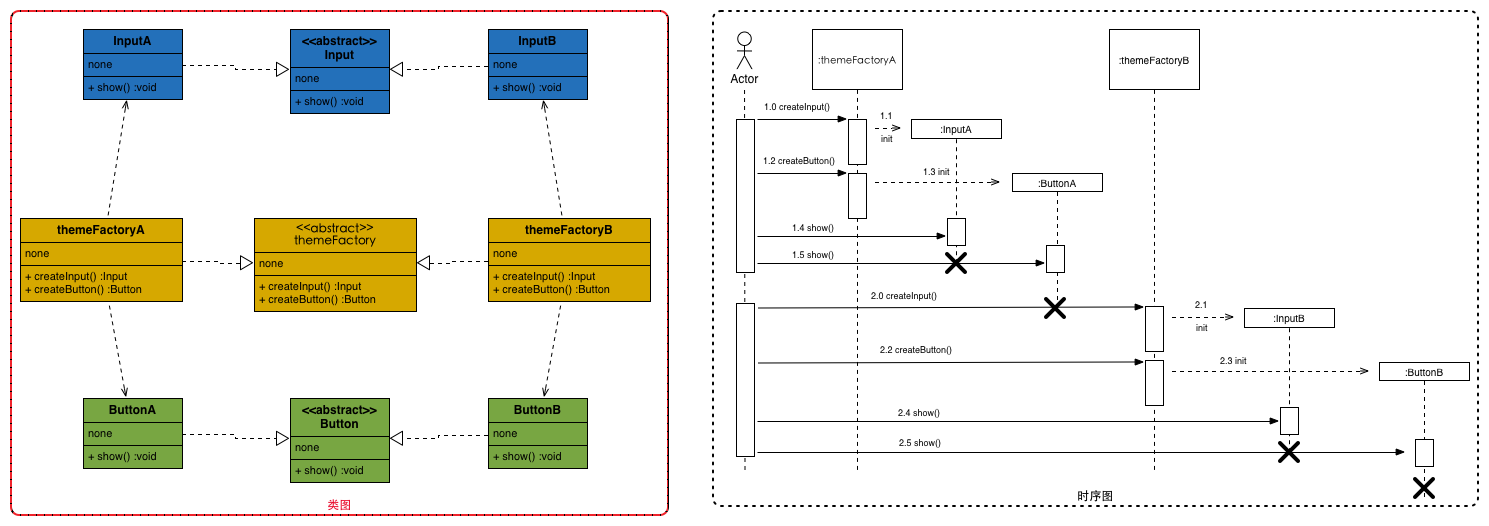 InputA
none
+ show() :void
<<abstract>>
Input
none
+ show() :void
InputB
none
+ show() :void
themeFactoryA
none
+ createInput() :Input
+ createButton() :Button
<<abstract>>
themeFactory
none
+ createInput() :Input
+ createButton() :Button
themeFactoryB
none
+ createInput() :Input
+ createButton() :Button
ButtonA
none
+ show() :void
<<abstract>>
Button
none
+ show() :void
ButtonB
none
+ show() :void
类图
Actor
:themeFactoryA
:themeFactoryB
1.0 createInput()
1.1
init
:InputA
1.2 createButton()
1.3 init
:ButtonA
1.4 show()
1.5 show()
2.0 createInput()
2.1
init
:InputB
2.2 createButton()
2.3 init
:ButtonB
2.4 show()
2.5 show()
时序图